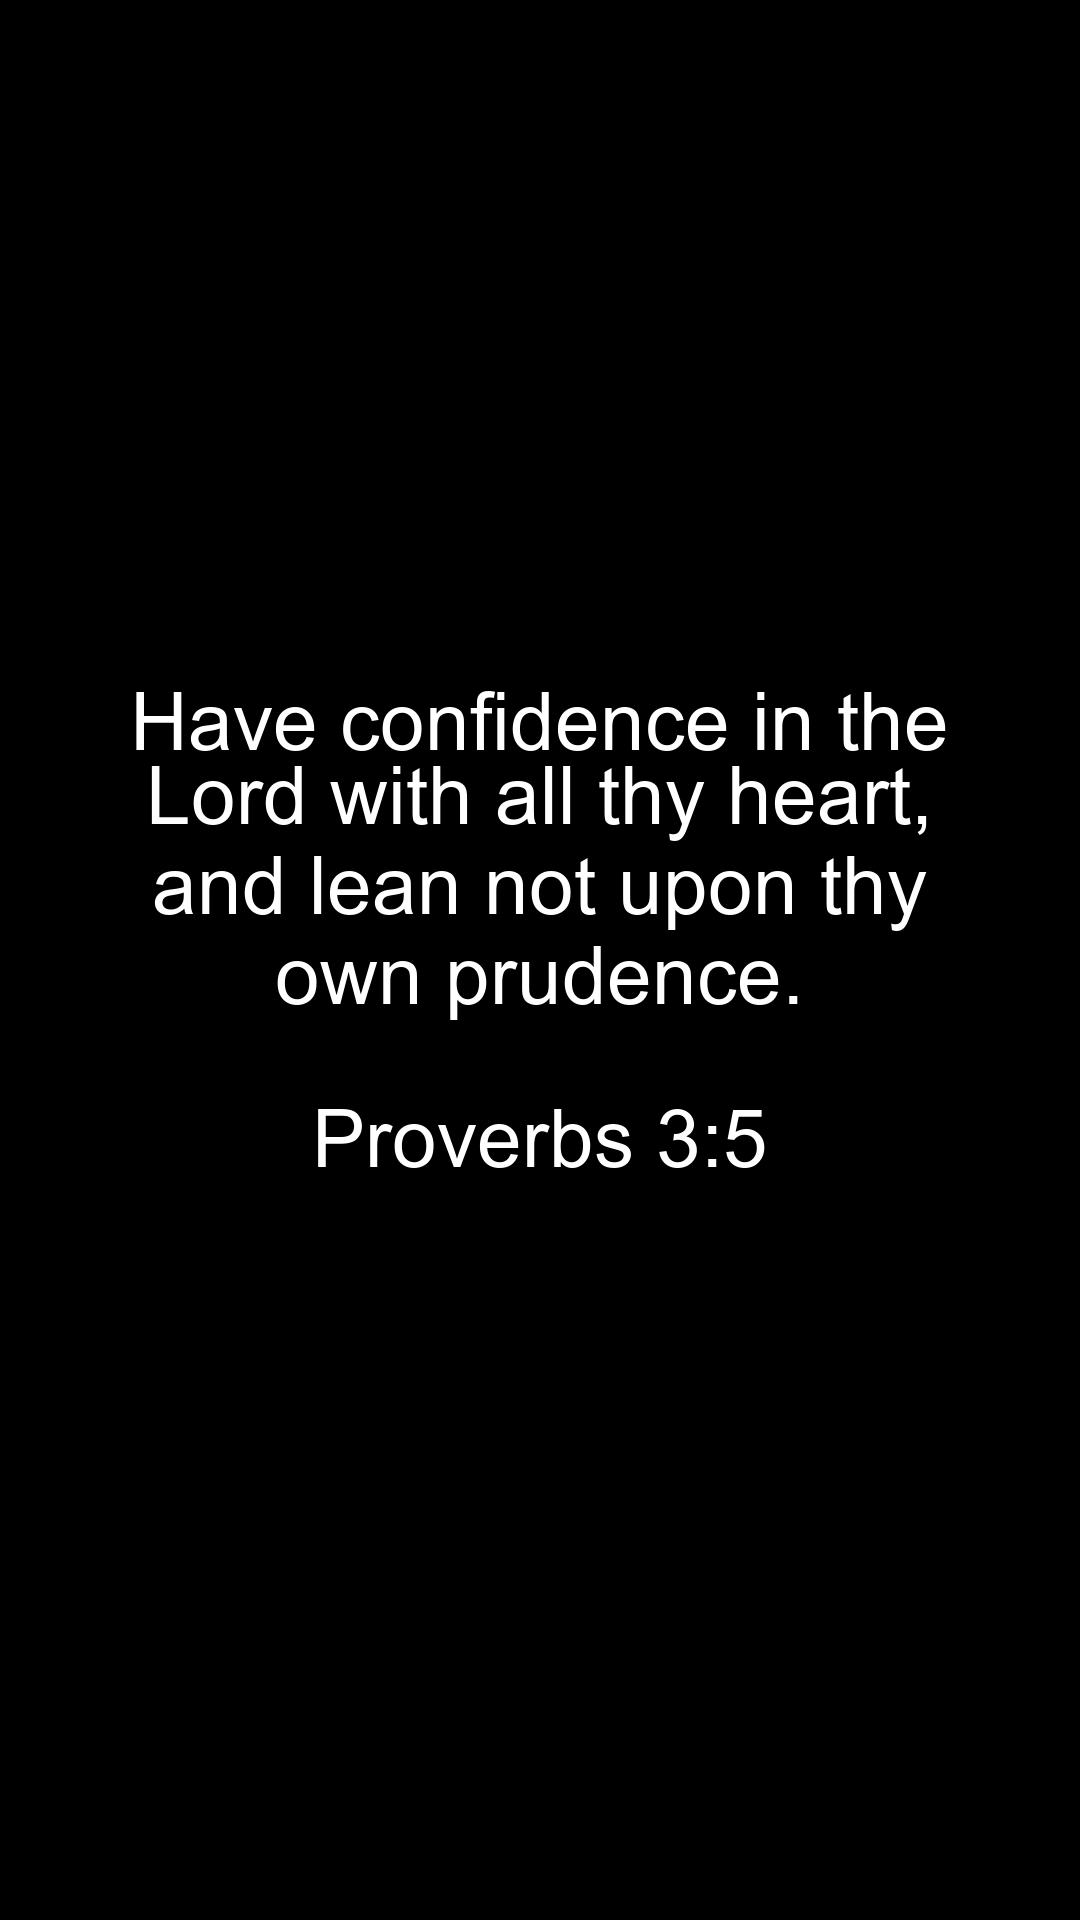 Have confidence in the
Lord with all thy heart,
and lean not upon thy
own prudence.
Proverbs 3:5